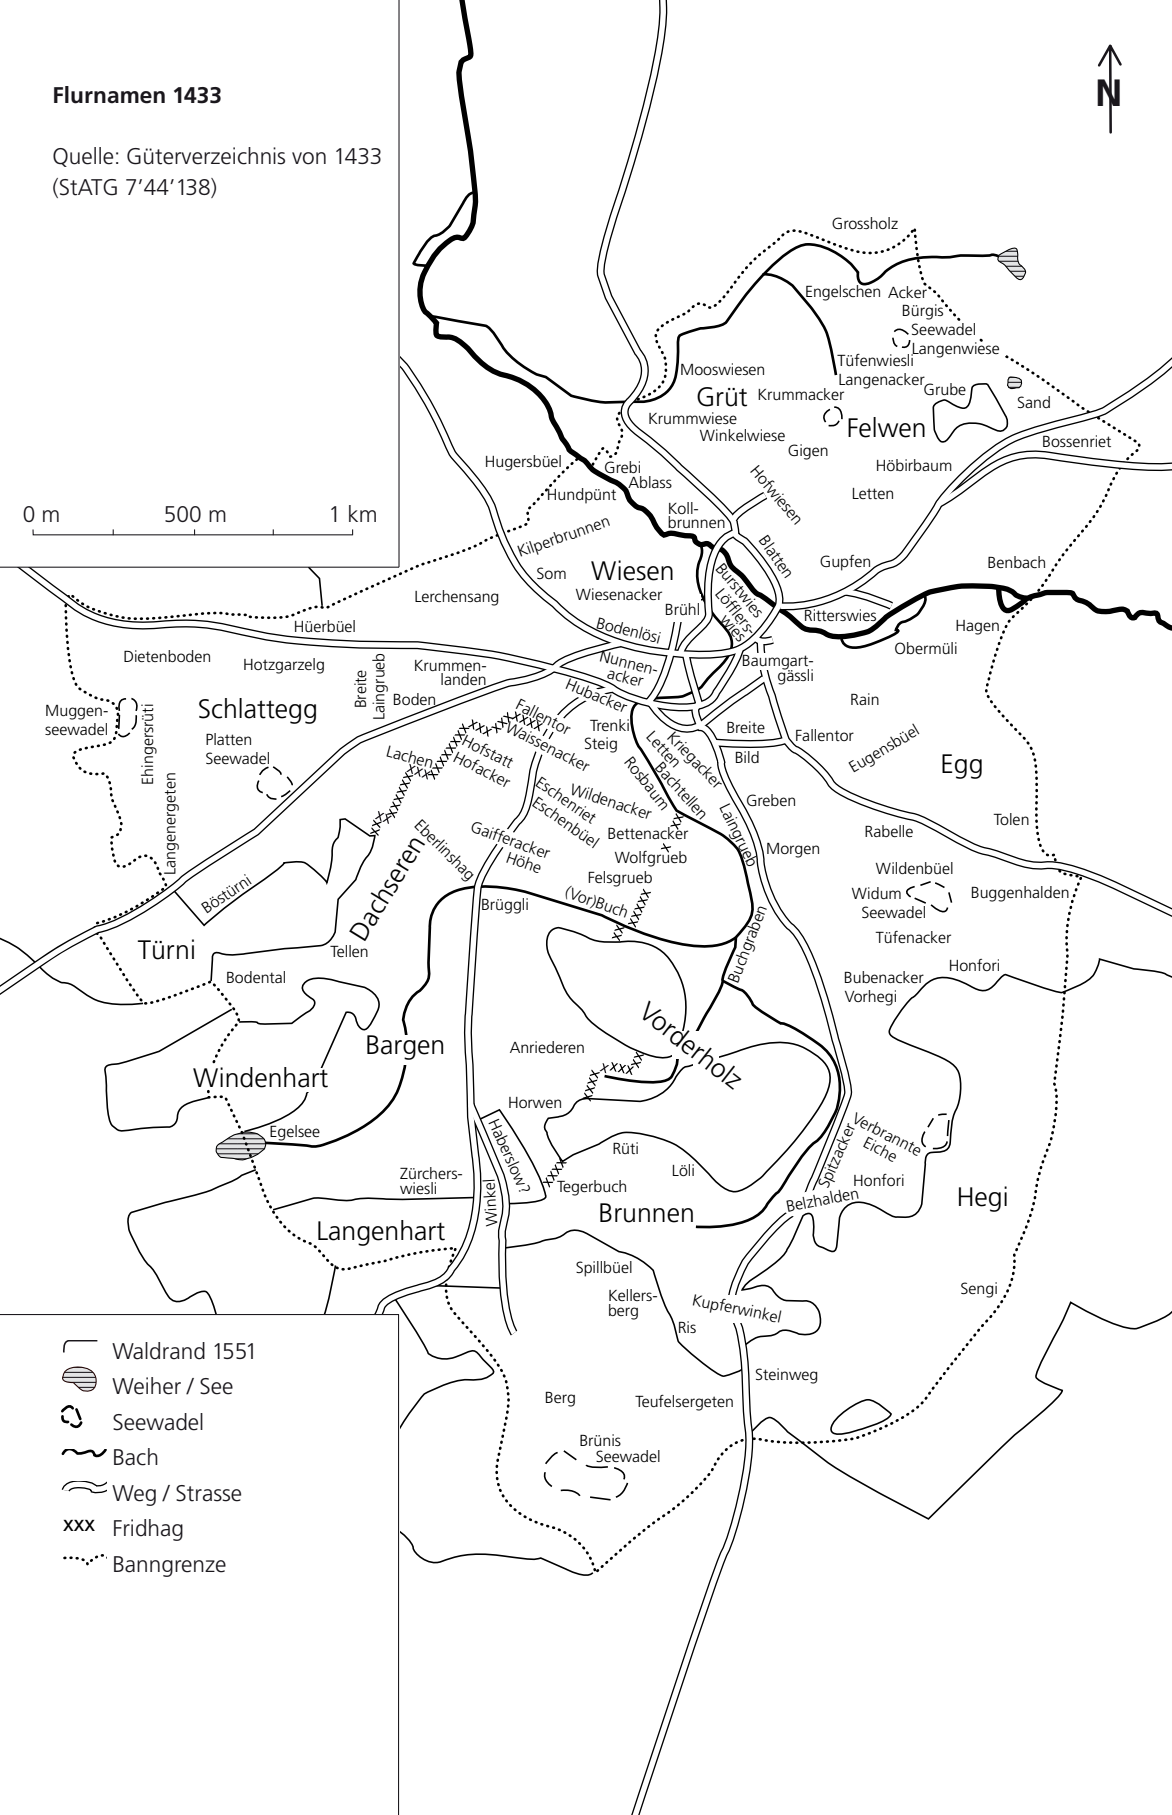 Flurnamen 1433
Quelle: Güterverzeichnis von 1433
(StATG 7’44’138)
0 m 500 m 1 km
N
Grossholz
Engelschen
Acker
Bürgis
Seewadel
Langenwiese
Tüfenwiesli
Langenacker
Mooswiesen
Grüt
Krummacker
Grube
Sand
Krummwiese
Winkelwiese
Felwen
Gigen
Bossenriet
Höbirbaum
Letten
Hugersbüel
Grebi
Ablass
Hundpünt
Hofwiesen
Koll-
brunnen
Kilperbrunnen
Blatten
Gupfen
Benbach
Som
Wiesen
Wiesenacker
Lerchensang
Brühl
Burstwies
Löfflers-
wies
Ritterswies
Hagen
Obermüli
Hüerbüel
Bodenlösi
Dietenboden
Hotzgarzelg
Breite
Laingrueb
Krummen-
landen
Boden
Nunnen-
acker
Hubacker
Baumgart-
gässli
Rain
Muggen-
seewadel
Ehingersrüti
Schlattegg
Platten
Seewadel
Langenergeten
Fallentor
Waissenacker
Trenki
Steig
Letten
Kriegacker
Breite
Bild
Fallentor
Eugensbüel
Egg
Lachen
Hofstatt
Hofacker
Rosbaum
Bachtellen
Eschenriet
Eschenbüel
Wildenacker
Greben
Laingrueb
Rabelle
Tolen
Eberlinshag
Gaifferacker
Höhe
Bettenacker
Wolfgrueb
Morgen
Felsgrueb
(Vor)Buch
Brüggli
Wildenbüel
Widum
Seewadel
Buggenhalden
Tüfenacker
Böstürni
Dachseren
Türni
Tellen
Bodental
Buchgraben
Honfori
Bubenacker
Vorhegi
Bargen
Windenhart
Anriederen
Vorderholz
Horwen
Egelsee
Haberslow?
Rüti
Löli
Verbrannte
Eiche
Spitzacker
Honfori
Zürchers-
wiesli
Winkel
Tegerbuch
Brunnen
Belzhalden
Hegi
Langenhart
Spillbüel
Kellers-
berg
Ris
Kupferwinkel
Sengi
Steinweg
Berg
Teufelsergeten
Brünis
Seewadel
Waldrand 1551
Weiher / See
Seewadel
Bach
Weg / Strasse
xxx Fridhag
Banngrenze